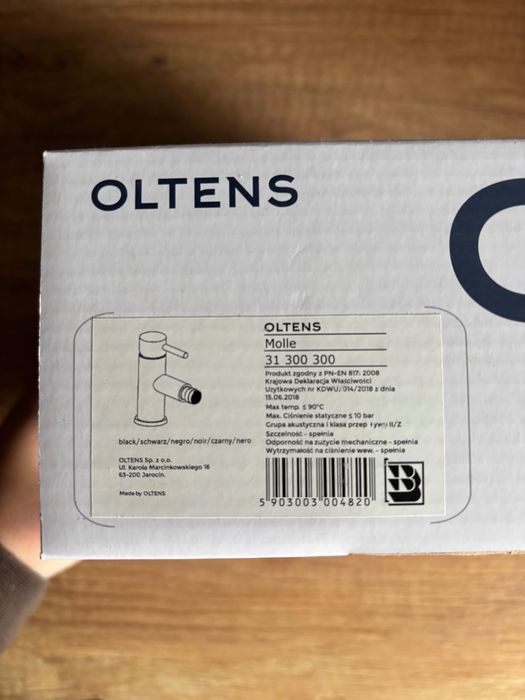 OLTENS
OLTENS
Molle
31 300 300
Produkt zgodny z PN-EN 817: 2008
Krajowa Deklaracja Właściwości
Użytkowych nr KDWU/014/2018 z dnia
15.06.2018
Max temp. ≤ 90°C
Max. Ciśnienie statyczne ≤ 10 bar
Grupa akustyczna i klasa II/Z
Szczelność - spełnia
Odporność na zużycie mechaniczne - spełnia
Wytrzymałość na ciśnienie wew. - spełnia
black/schwarz/negro/noir/czarny/nero
OLTENS Sp. z o.o.
Ul. Karola Marcinkowskiego 16
63-200 Jarocin.
Made by OLTENS
5 903003 004820